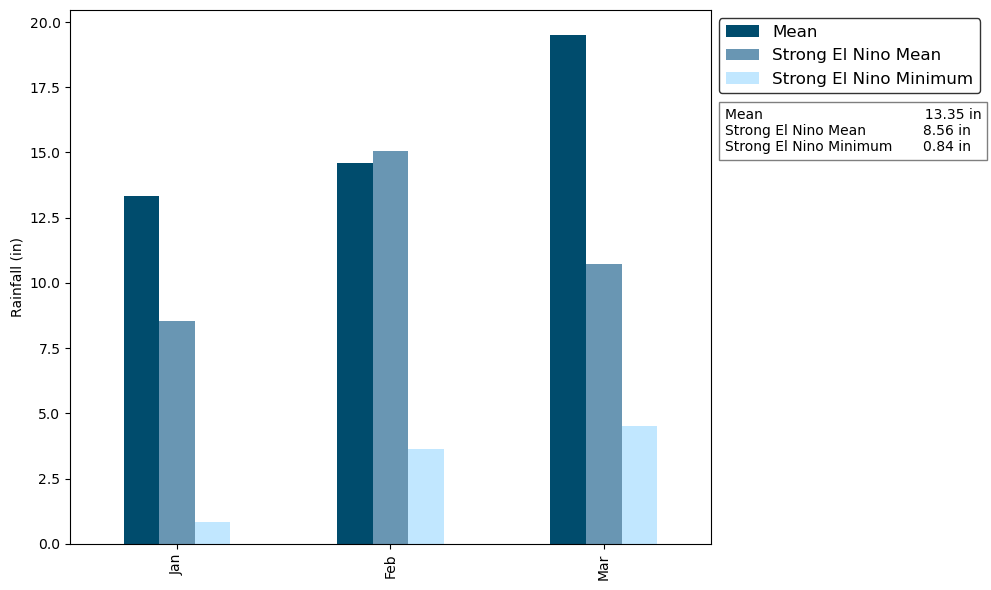 20.0
17.5
15.0
12.5
10.0
7.5
5.0
2.5
0.0
Rainfall (in)
Jan
Feb
Mar
Mean
Strong El Nino Mean
Strong El Nino Minimum
Mean 13.35 in
Strong El Nino Mean 8.56 in
Strong El Nino Minimum 0.84 in